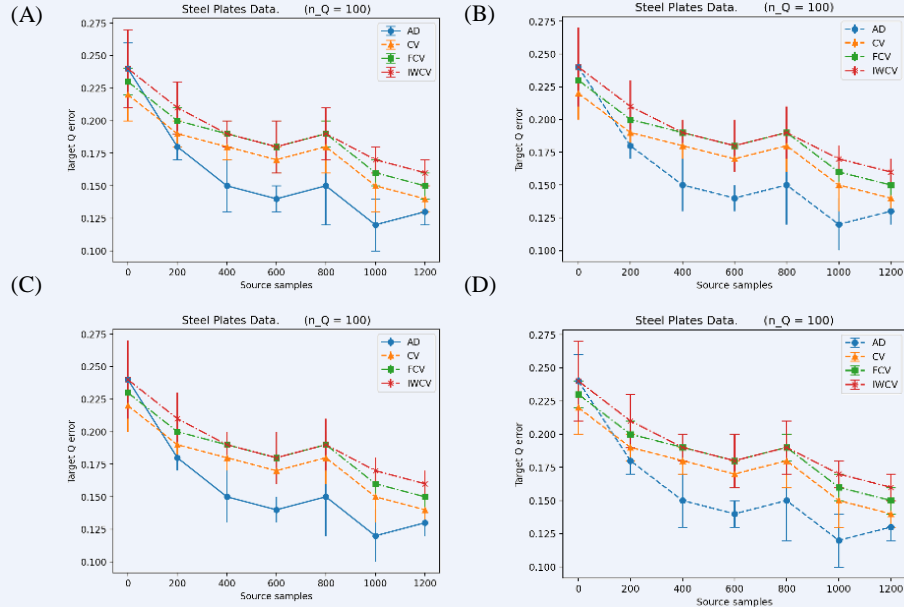 (A)
Steel Plates Data. (n_Q = 100)
AD
CV
FCV
IWCV
0.275
0.250
0.225
0.200
0.175
0.150
0.125
0.100
Target Q error
0 200 400 600 800 1000 1200
Source samples
(B)
Steel Plates Data. (n_Q = 100)
AD
CV
FCV
IWCV
0.275
0.250
0.225
0.200
0.175
0.150
0.125
0.100
Target Q error
0 200 400 600 800 1000 1200
Source samples
(C)
Steel Plates Data. (n_Q = 100)
AD
CV
FCV
IWCV
0.275
0.250
0.225
0.200
0.175
0.150
0.125
0.100
Target Q error
0 200 400 600 800 1000 1200
Source samples
(D)
Steel Plates Data. (n_Q = 100)
AD
CV
FCV
IWCV
0.275
0.250
0.225
0.200
0.175
0.150
0.125
0.100
Target Q error
0 200 400 600 800 1000 1200
Source samples